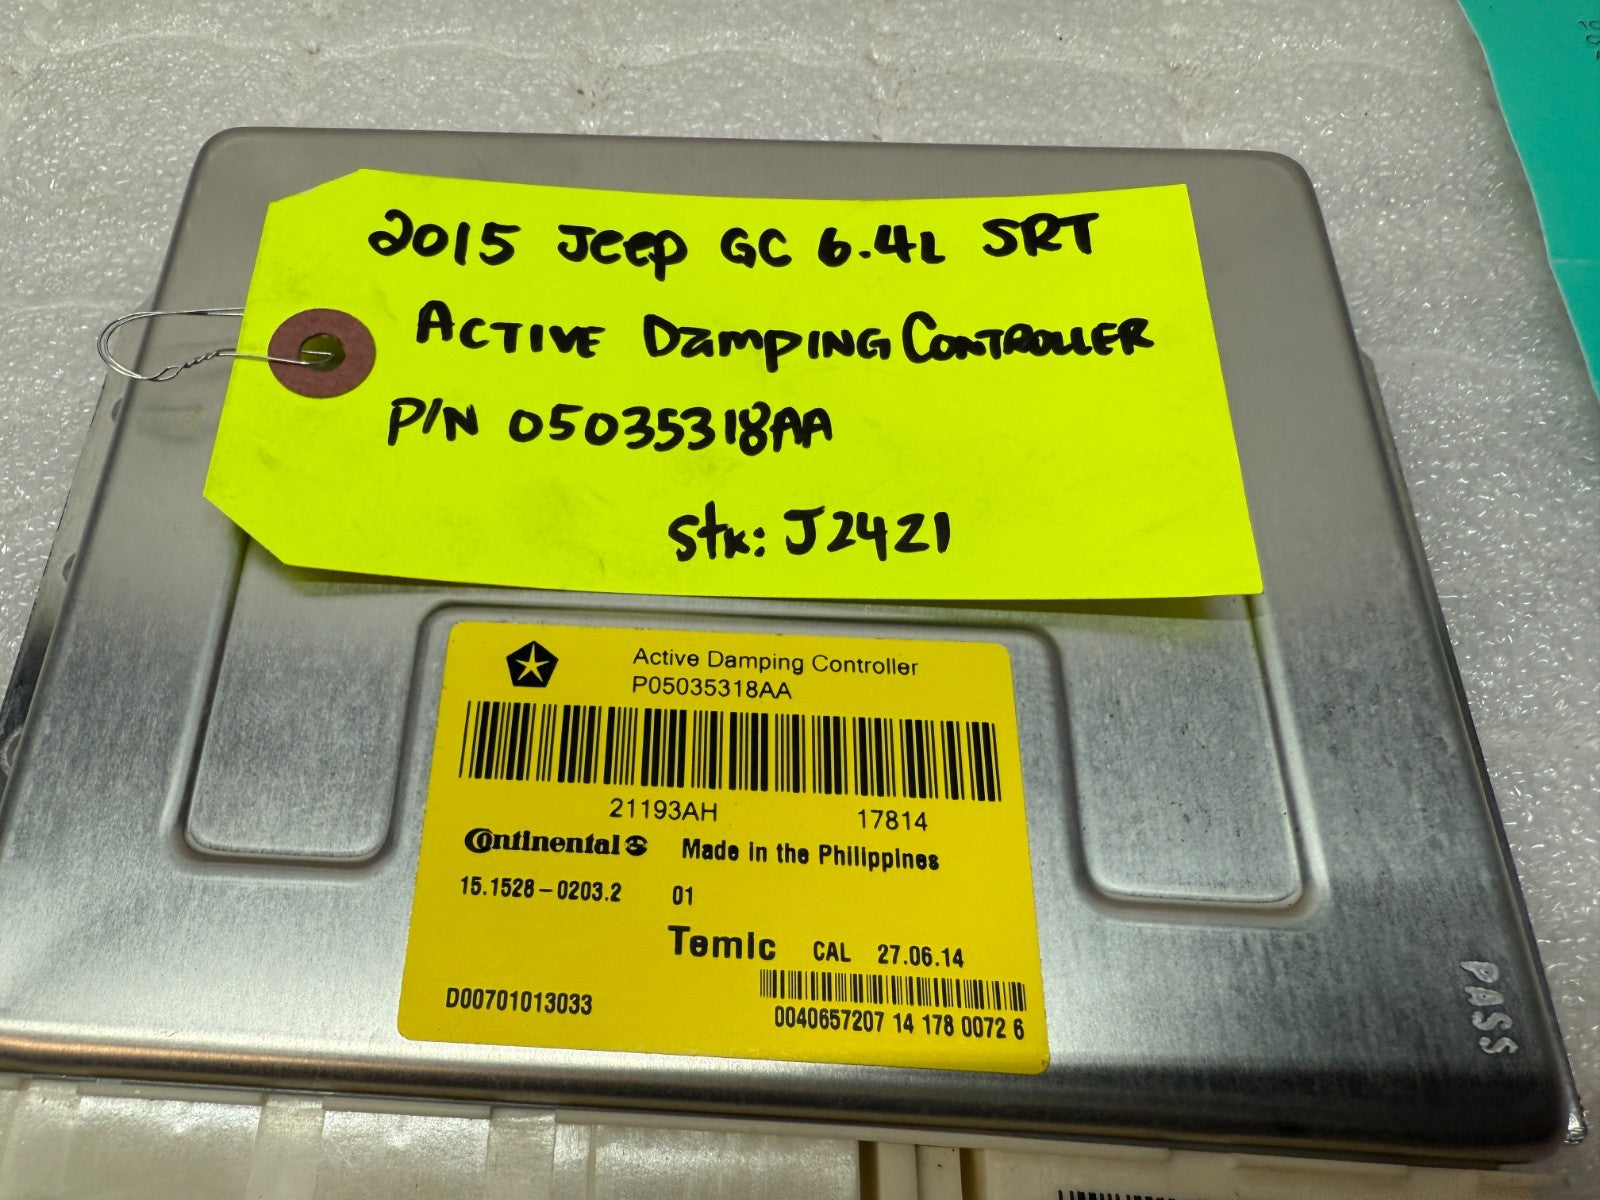 2015 Jeep GC 6.4L SRT
ACTIVE DampING CONTROLLER
P/N 05035318AA
Stk: J2421
Active Damping Controller
P05035318AA
21193AH 17814
Continental Made in the Philippines
15.1528-0203.2 01
Temic CAL 27.06.14
D00701013033
0040657207 14 178 0072 6
PASS